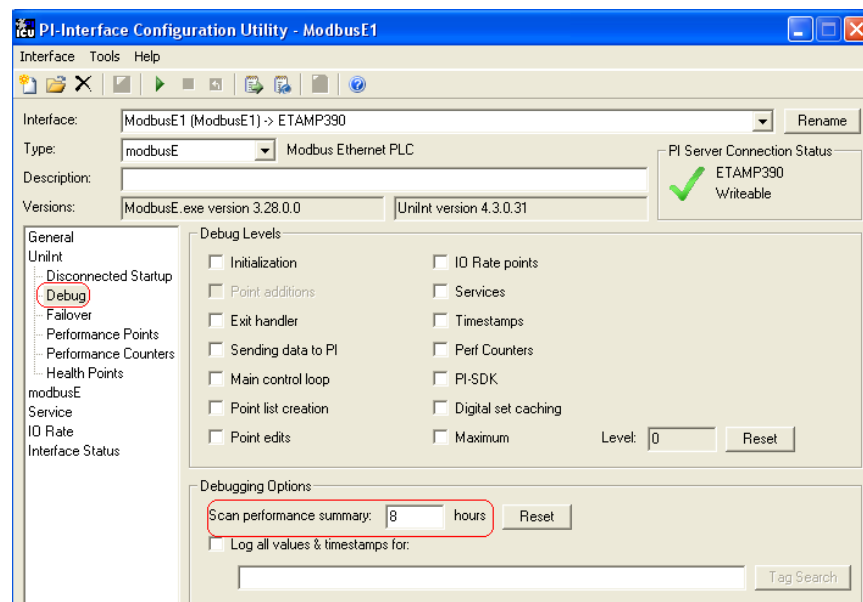 PI-Interface Configuration Utility - ModbusE1
Interface Tools Help
Interface: ModbusE1 (ModbusE1) -> ETAMP390 Rename
Type: modbusE Modbus Ethernet PLC
PI Server Connection Status
ETAMP390
Writeable
Description:
Versions: ModbusE.exe version 3.28.0.0 UniInt version 4.3.0.31
General
UniInt
Disconnected Startup
Debug
Failover
Performance Points
Performance Counters
Health Points
modbusE
Service
IO Rate
Interface Status
Debug Levels
Initialization IO Rate points
Point additions Services
Exit handler Timestamps
Sending data to PI Perf Counters
Main control loop PI-SDK
Point list creation Digital set caching
Point edits Maximum Level: 0 Reset
Debugging Options
Scan performance summary: 8 hours Reset
Log all values & timestamps for:
Tag Search